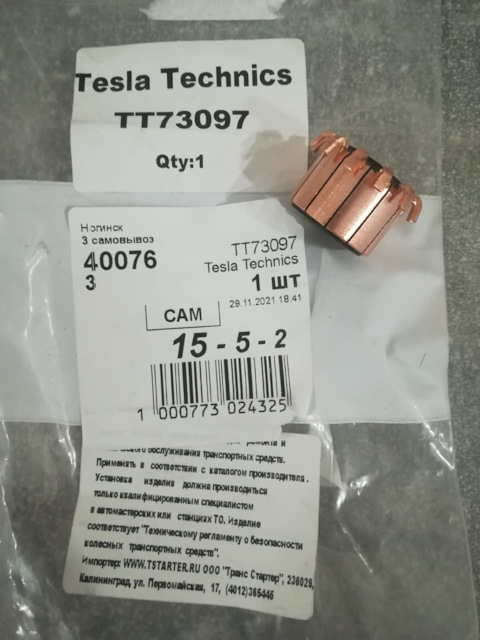 Tesla Technics
TT73097
Qty:1
Ногинск
3 самовывоз
40076
3
TT73097
Tesla Technics
1 шт
29.11.2021 18:41
САМ
15 - 5 - 2
1 000773 024325
ремонта и
обслуживания транспортных средств.
Применять в соответствии с каталогом производителя.
Установка изделия должна производиться
только квалифицированным специалистом
в автомастерских или станциях ТО. Изделие
соответствует "Техническому регламенту о безопасности
колесных транспортных средств".
Импортер: WWW.TSTARTER.RU ООО "Транс Стартер", 236029,
Калининград, ул. Первомайская, 17, (4012)365445